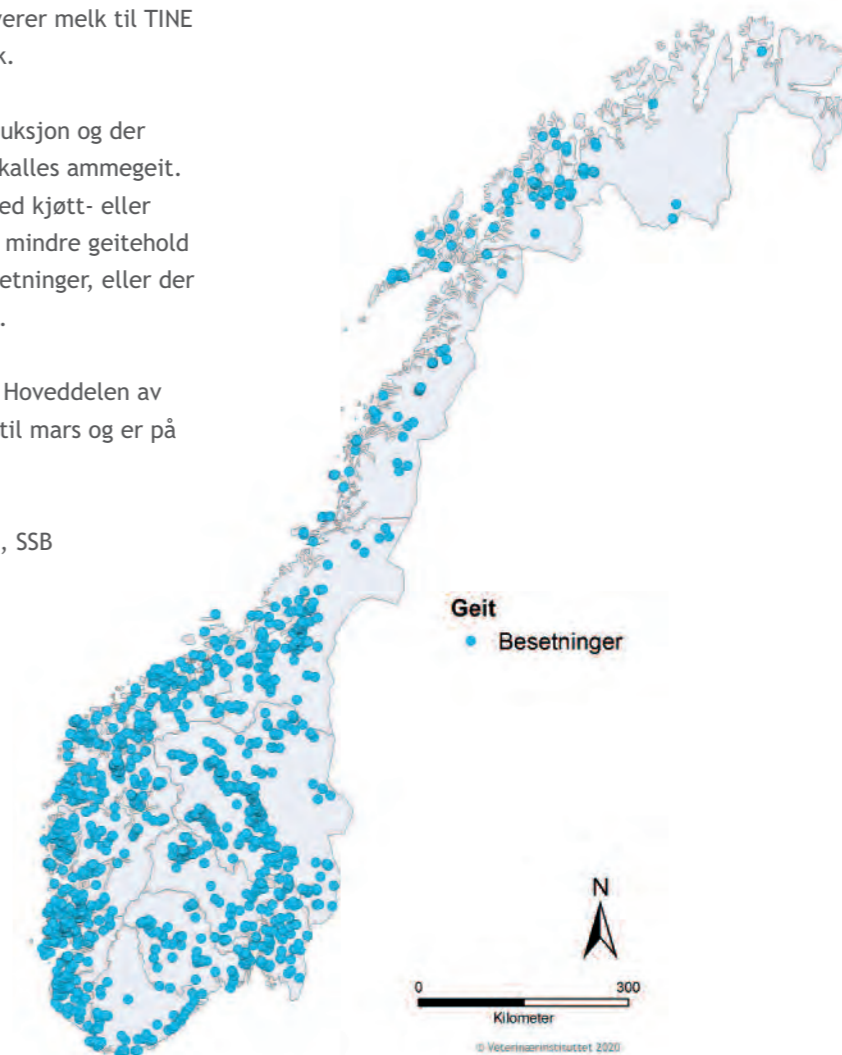 verer melk til TINE
k.
uksjon og der
kalles ammegeit.
ed kjøtt- eller
mindre geitehold
etninger, eller der
.
Hoveddelen av
til mars og er på
, SSB
Geit
Besetninger
N
0 300
Kilometer
© Veterinærinstituttet 2020